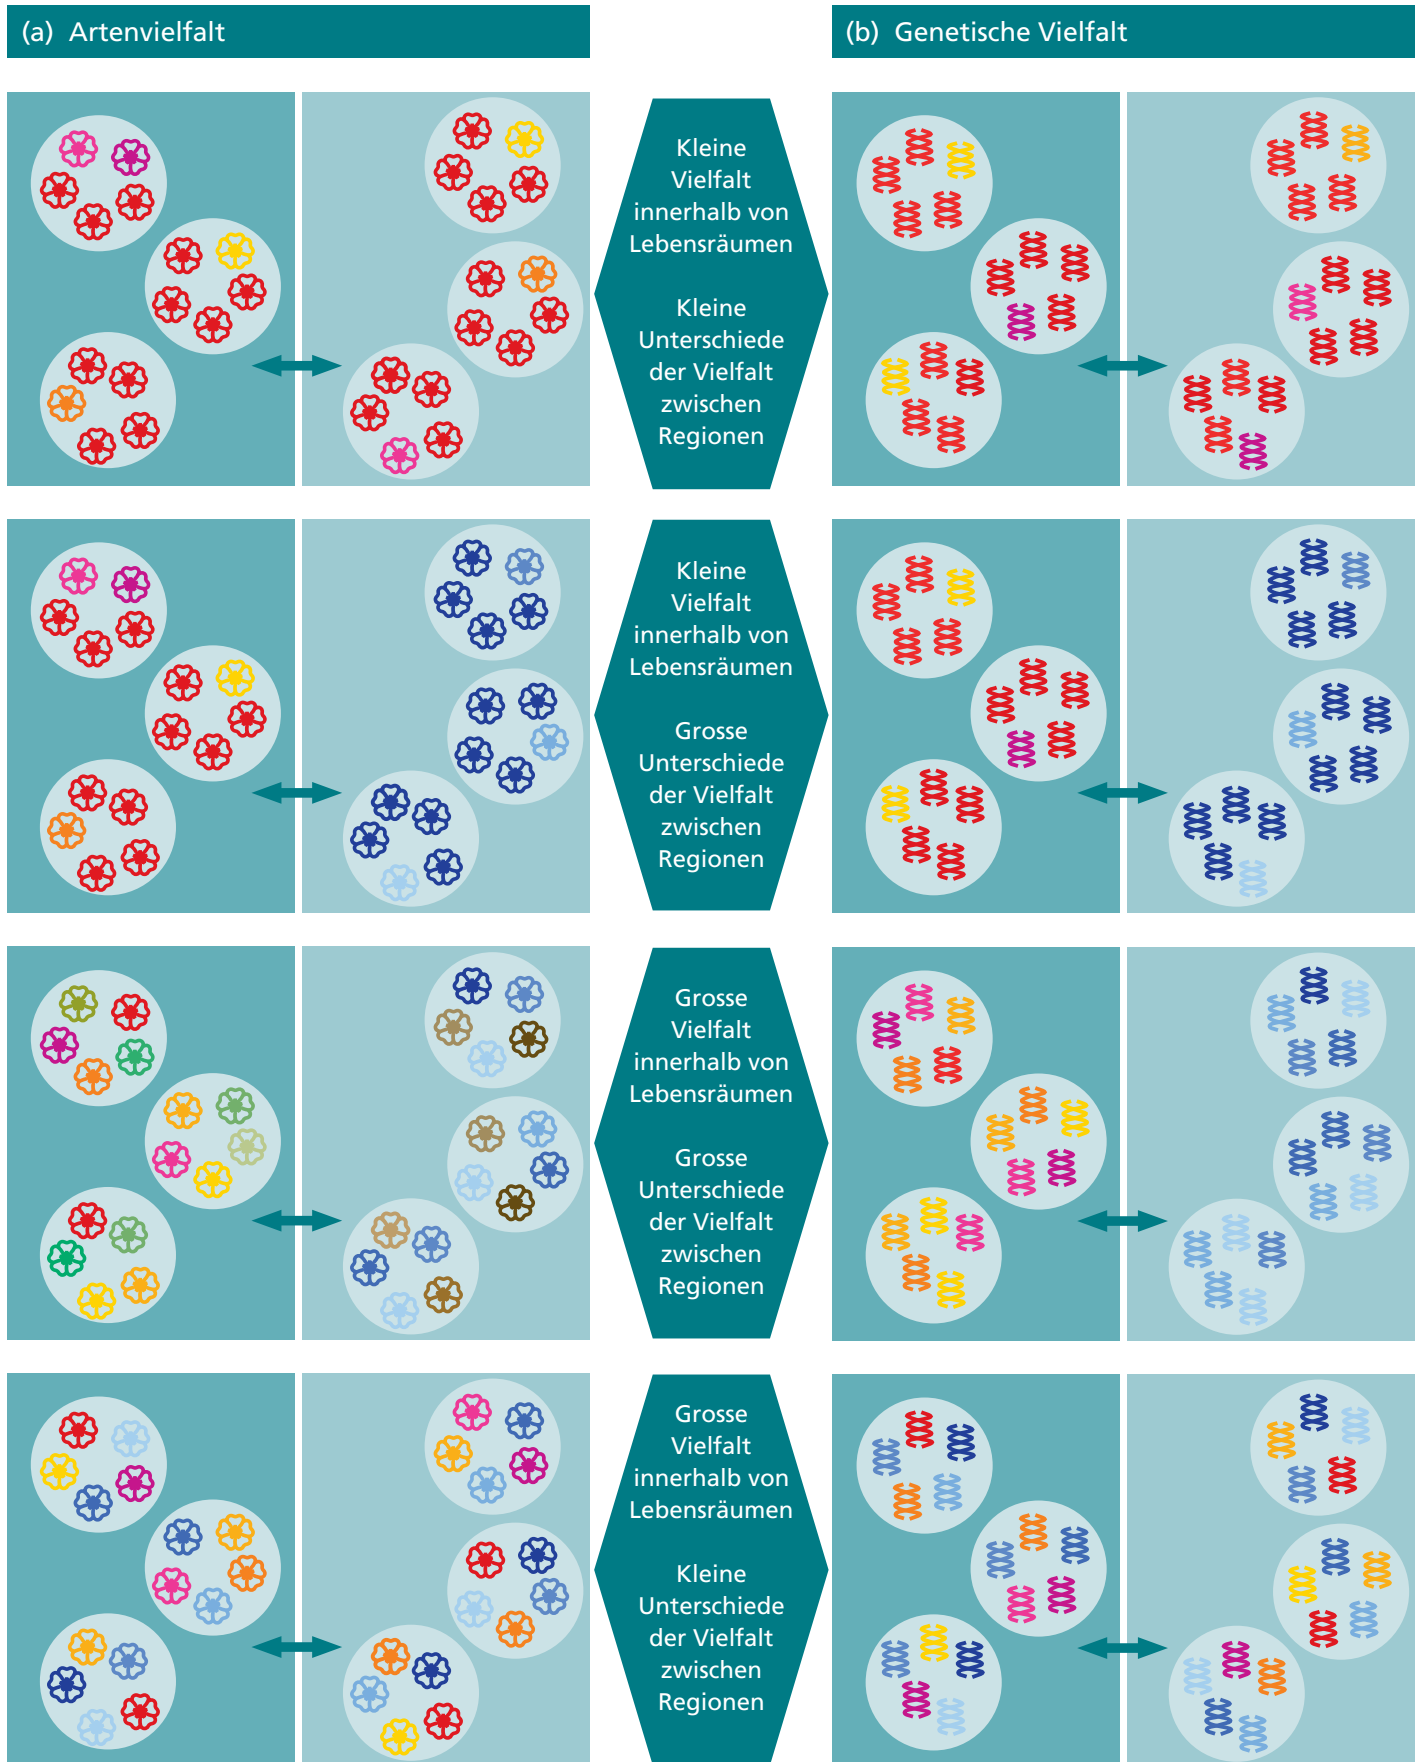 (a) Artenvielfalt
(b) Genetische Vielfalt
Kleine
Vielfalt
innerhalb von
Lebensräumen
Kleine
Unterschiede
der Vielfalt
zwischen
Regionen
Kleine
Vielfalt
innerhalb von
Lebensräumen
Grosse
Unterschiede
der Vielfalt
zwischen
Regionen
Grosse
Vielfalt
innerhalb von
Lebensräumen
Grosse
Unterschiede
der Vielfalt
zwischen
Regionen
Grosse
Vielfalt
innerhalb von
Lebensräumen
Kleine
Unterschiede
der Vielfalt
zwischen
Regionen